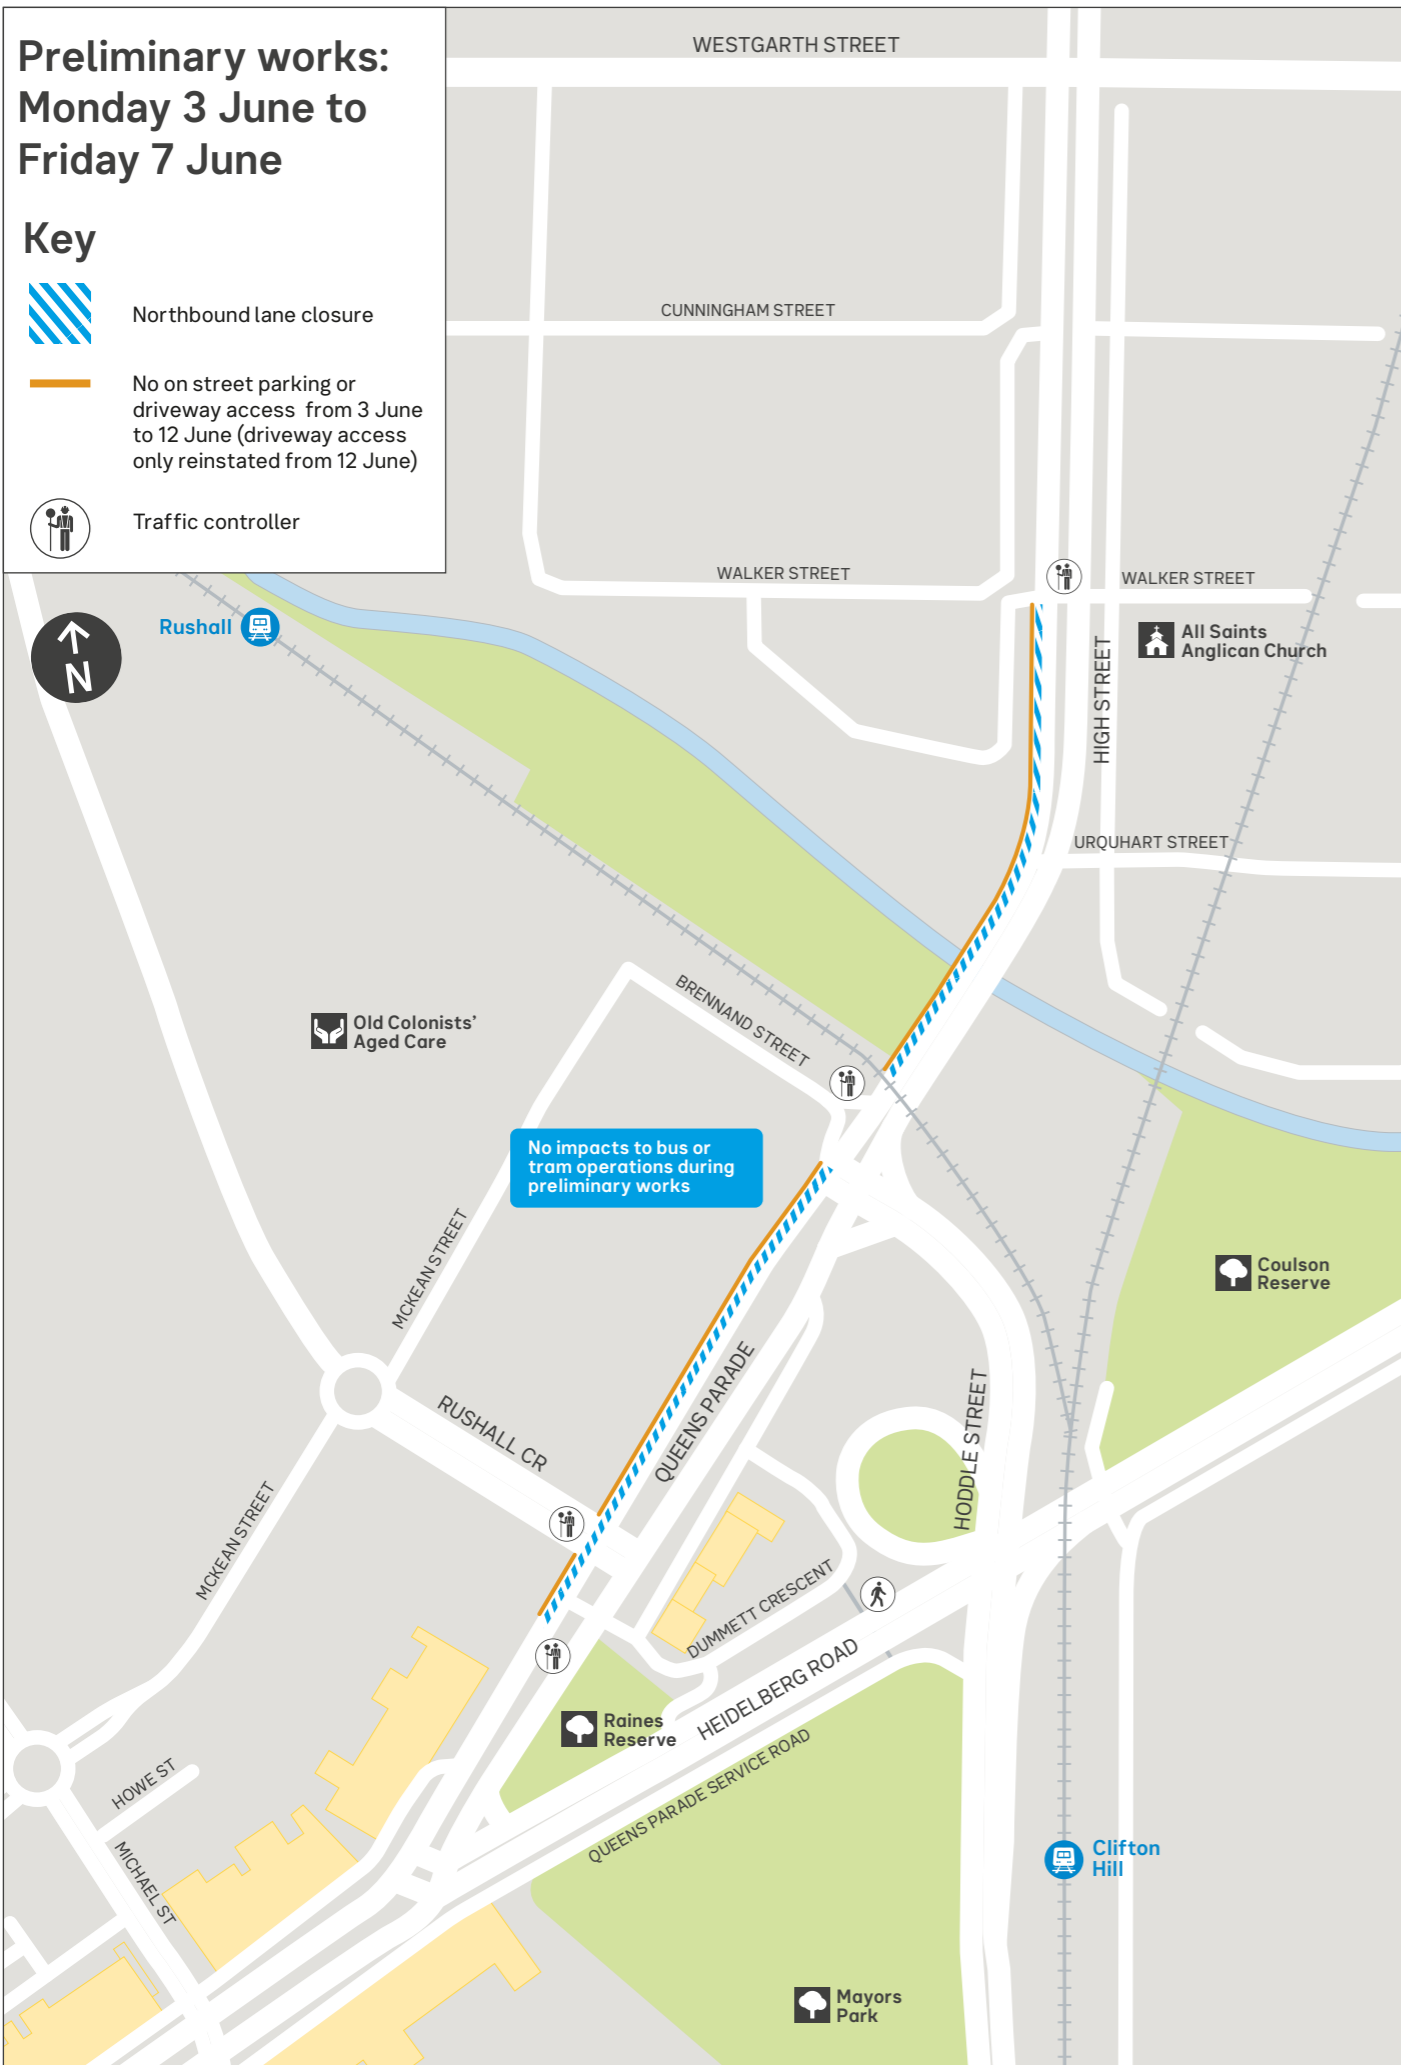 Preliminary works:
Monday 3 June to
Friday 7 June
Key
Northbound lane closure
No on street parking or
driveway access from 3 June
to 12 June (driveway access
only reinstated from 12 June)
Traffic controller
WESTGARTH STREET
CUNNINGHAM STREET
WALKER STREET
WALKER STREET
Rushall
N
All Saints
Anglican Church
HIGH STREET
URQUHART STREET
BRENNAND STREET
Old Colonists'
Aged Care
No impacts to bus or
tram operations during
preliminary works
MCKEAN STREET
Coulson
Reserve
QUEENS PARADE
RUSHALL CR
HODDLE STREET
MCKEAN STREET
DUMMETT CRESCENT
HEIDELBERG ROAD
Raines
Reserve
QUEENS PARADE SERVICE ROAD
HOWE ST
MICHAEL ST
Clifton
Hill
Mayors
Park